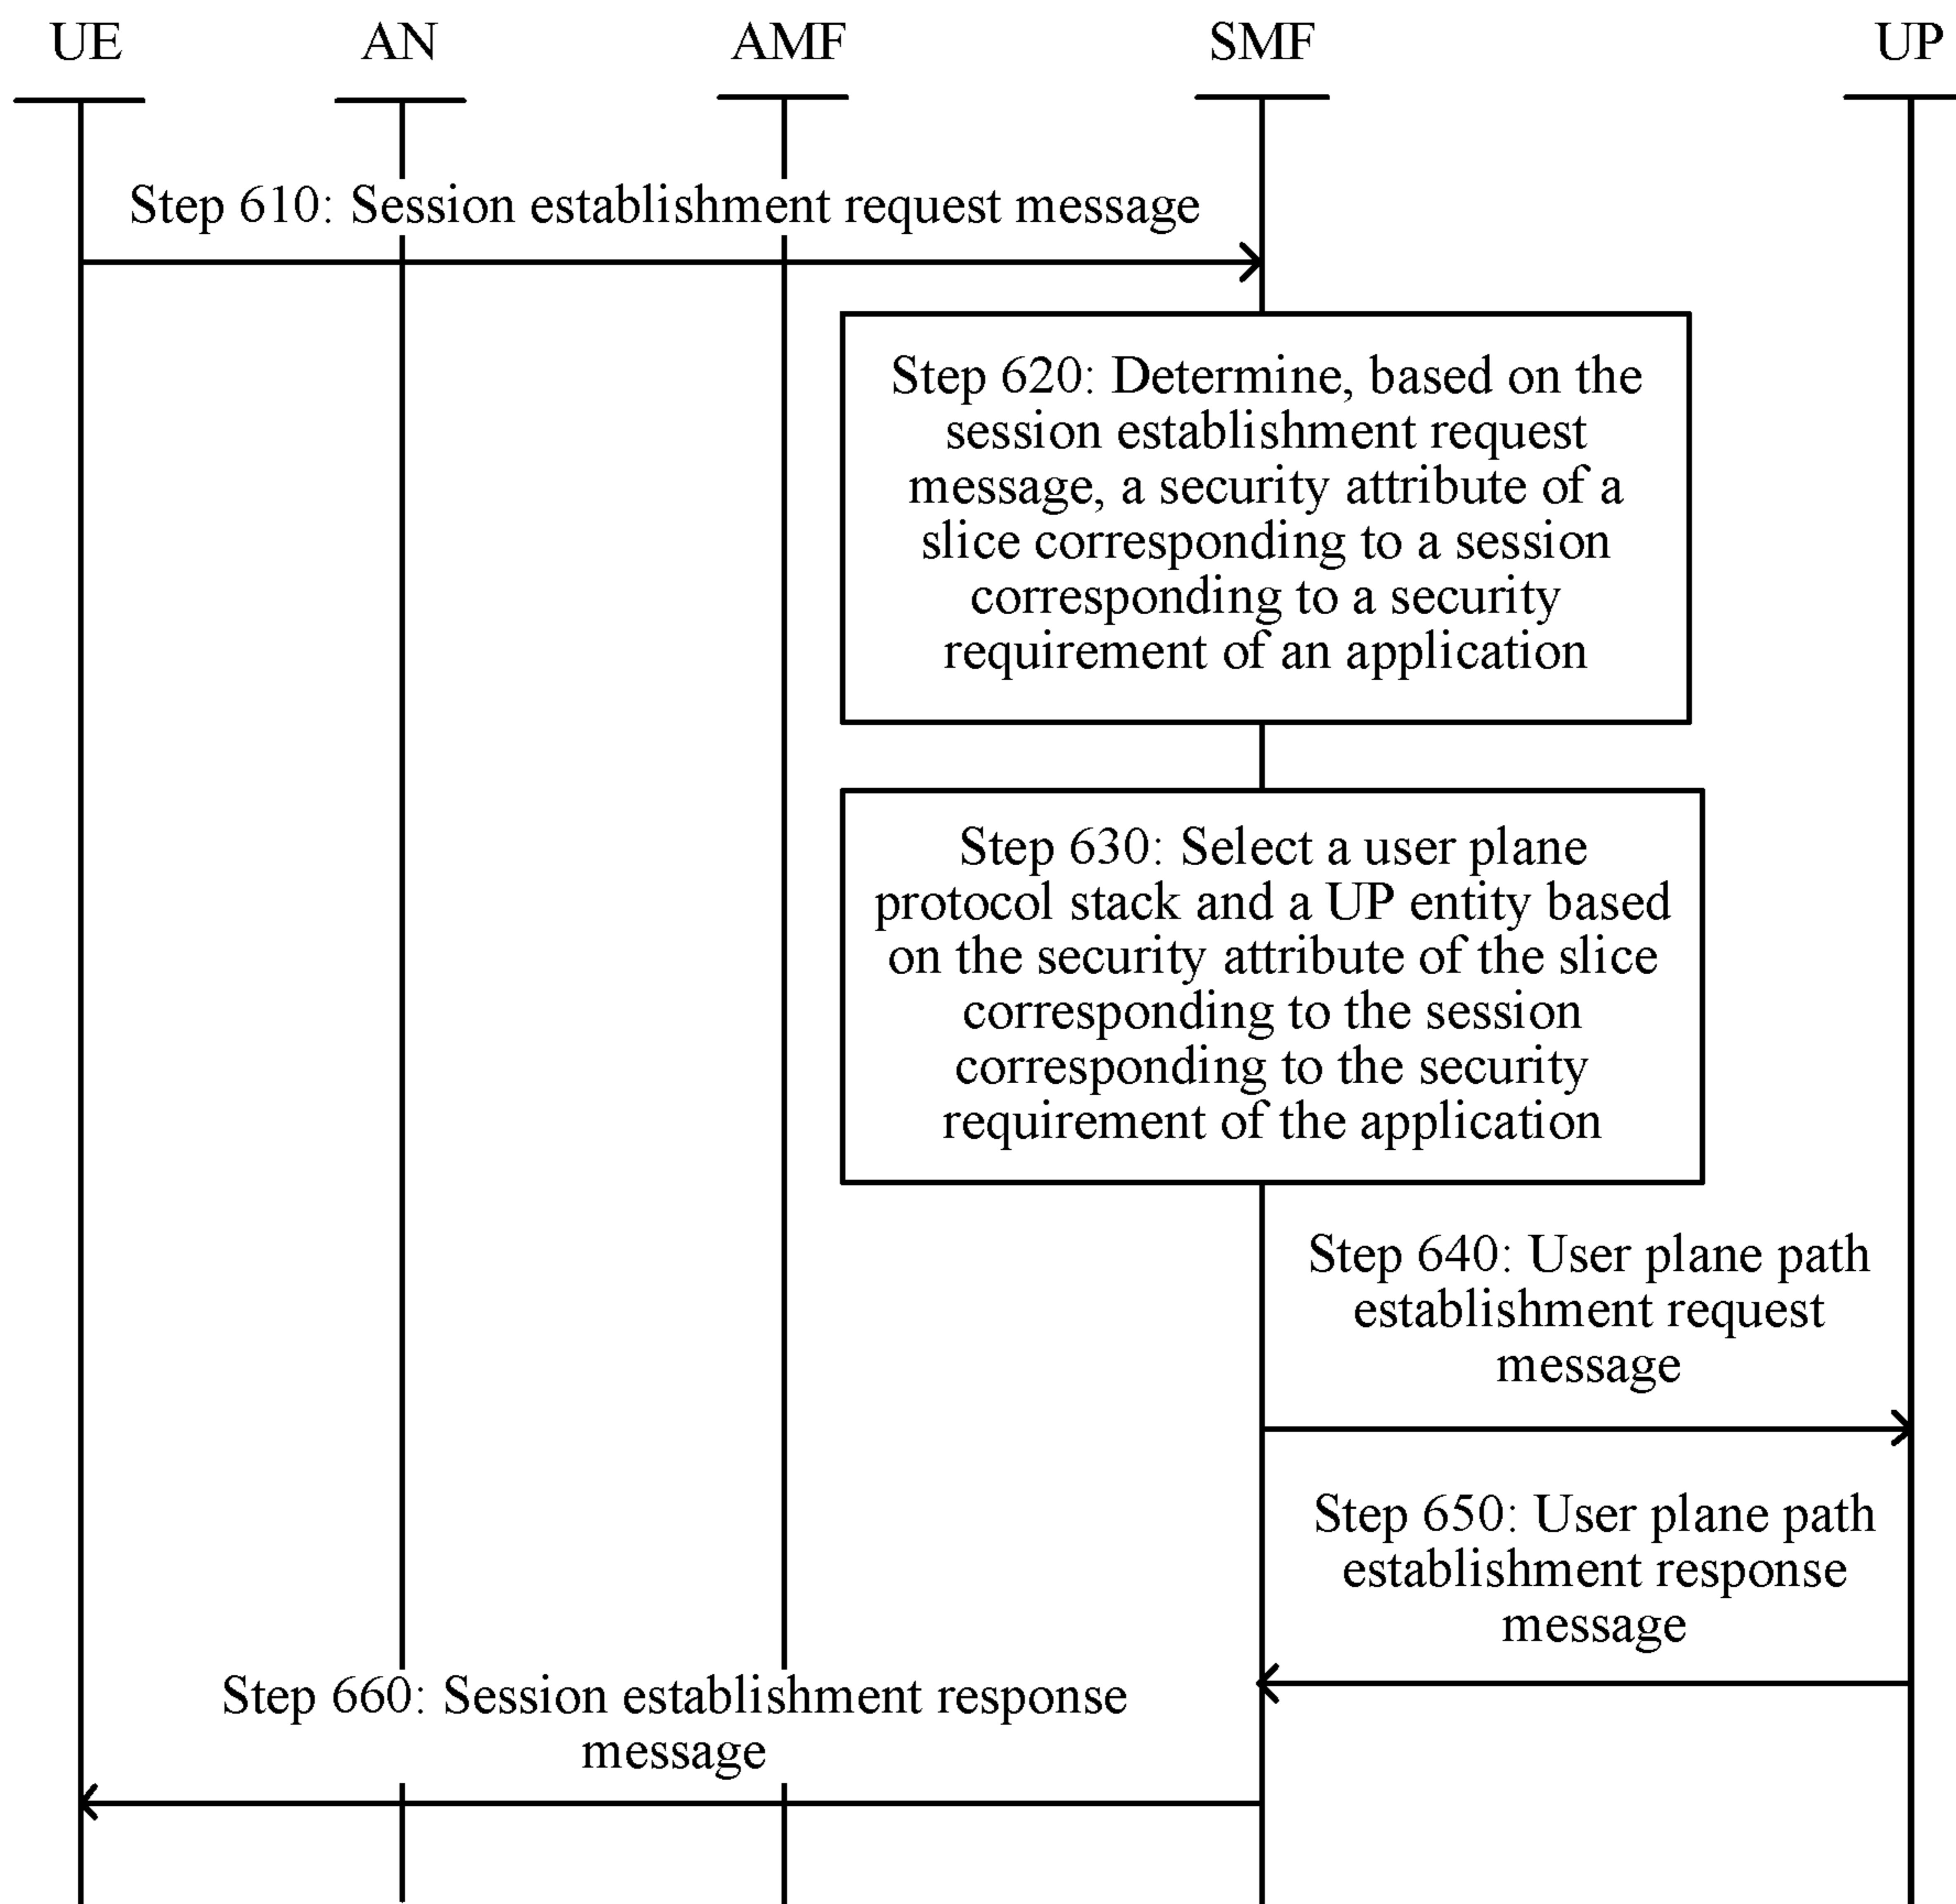 UE
AN
AMF
SMF
UP
Step 610: Session establishment request message
Step 620: Determine, based on the
session establishment request
message, a security attribute of a
slice corresponding to a session
corresponding to a security
requirement of an application
Step 630: Select a user plane
protocol stack and a UP entity based
on the security attribute of the slice
corresponding to the session
corresponding to the security
requirement of the application
Step 640: User plane path
establishment request
message
Step 650: User plane path
establishment response
message
Step 660: Session establishment response
message